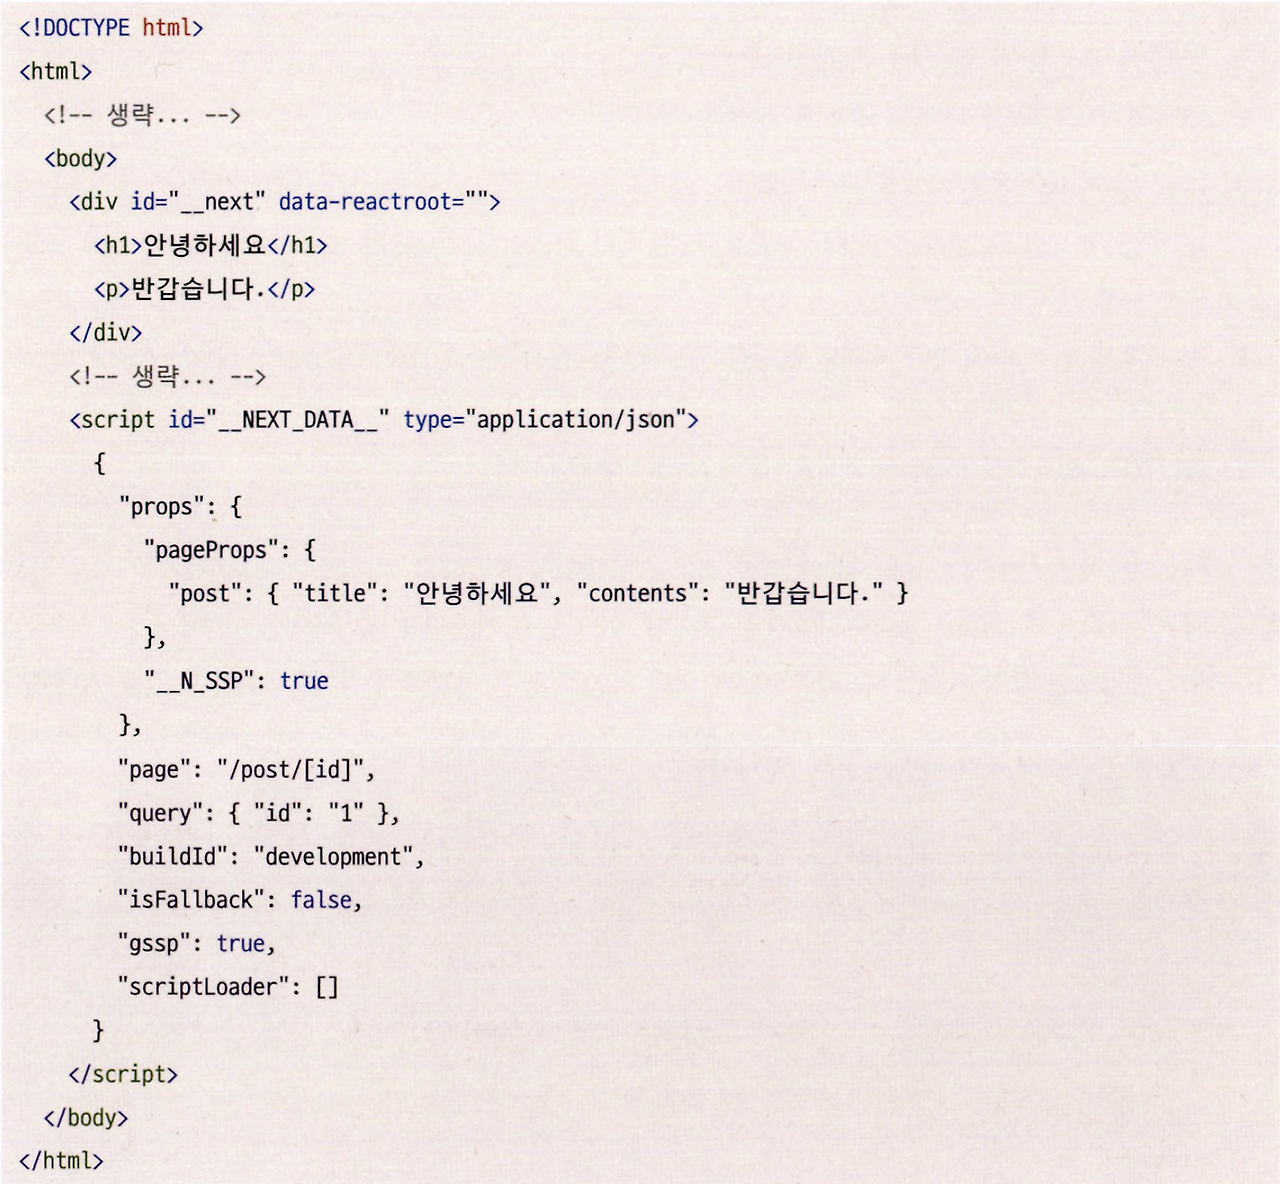 <!DOCTYPE html>
<html>
<!-- 생략... -->
<body>
<div id="__next" data-reactroot="">
<h1>안녕하세요</h1>
<p>반갑습니다.</p>
</div>
<!-- 생략... -->
<script id="__NEXT_DATA__" type="application/json">
{
"props": {
"pageProps": {
"post": { "title": "안녕하세요", "contents": "반갑습니다." }
},
"__N_SSP": true
},
"page": "/post/[id]",
"query": { "id": "1" },
"buildId": "development",
"isFallback": false,
"gssp": true,
"scriptLoader": []
}
</script>
</body>
</html>